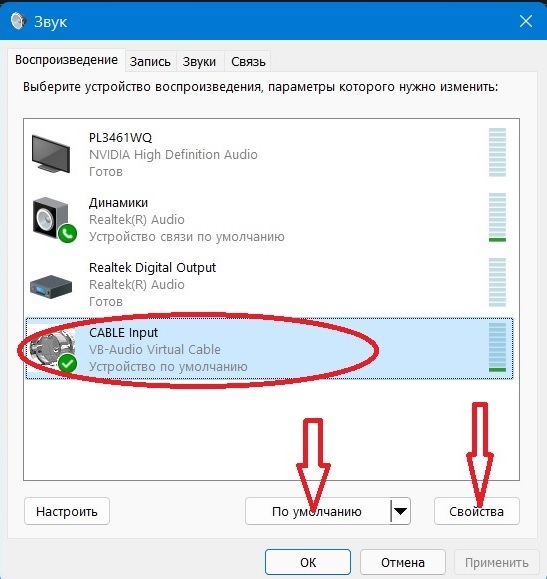 Звук
Воспроизведение Запись Звуки Связь
Выберите устройство воспроизведения, параметры которого нужно изменить:
PL3461WQ
NVIDIA High Definition Audio
Готов
Динамики
Realtek(R) Audio
Устройство связи по умолчанию
Realtek Digital Output
Realtek(R) Audio
Готов
CABLE Input
VB-Audio Virtual Cable
Устройство по умолчанию
Настроить По умолчанию Свойства
ОК Отмена Применить